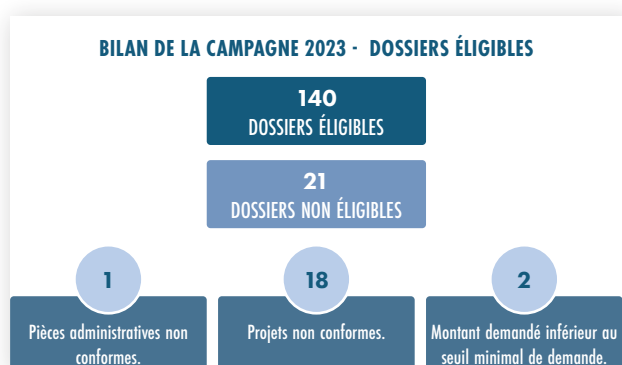 BILAN DE LA CAMPAGNE 2023 - DOSSIERS ÉLIGIBLES
140
DOSSIERS ÉLIGIBLES
21
DOSSIERS NON ÉLIGIBLES
1
Pièces administratives non
conformes.
18
Projets non conformes.
2
Montant demandé inférieur au
seuil minimal de demande.